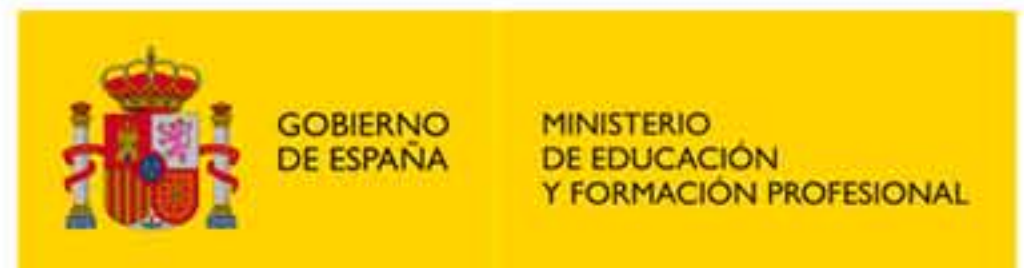 GOBIERNO
DE ESPAÑA
MINISTERIO
DE EDUCACIÓN
Y FORMACIÓN PROFESIONAL